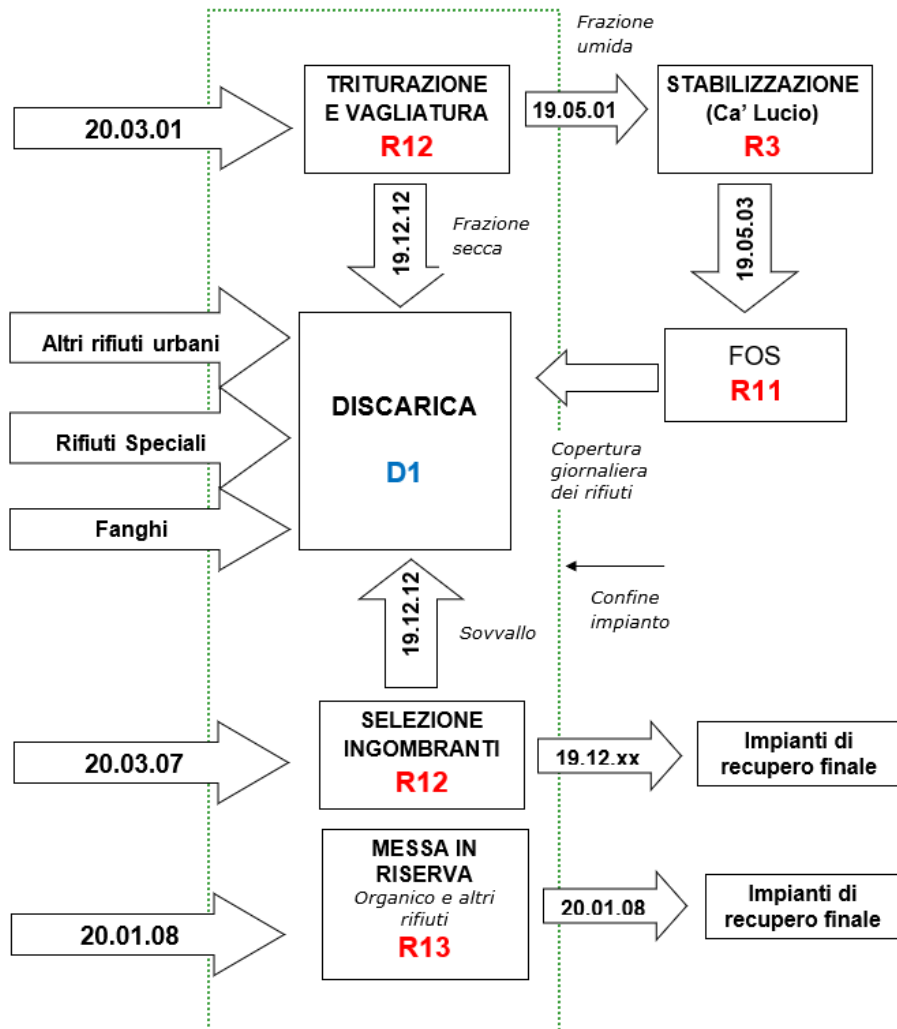 Frazione
umida
20.03.01
TRITURAZIONE
E VAGLIATURA
R12
19.05.01
STABILIZZAZIONE
(Ca' Lucio)
R3
19.12.12
Frazione
secca
19.05.03
Altri rifiuti urbani
Rifiuti Speciali
Fanghi
DISCARICA
D1
FOS
R11
Copertura
giornaliera
dei rifiuti
19.12.12
Sovvallo
Confine
impianto
20.03.07
SELEZIONE
INGOMBRANTI
R12
19.12.xx
Impianti di
recupero finale
20.01.08
MESSA IN
RISERVA
Organico e altri
rifiuti
R13
20.01.08
Impianti di
recupero finale